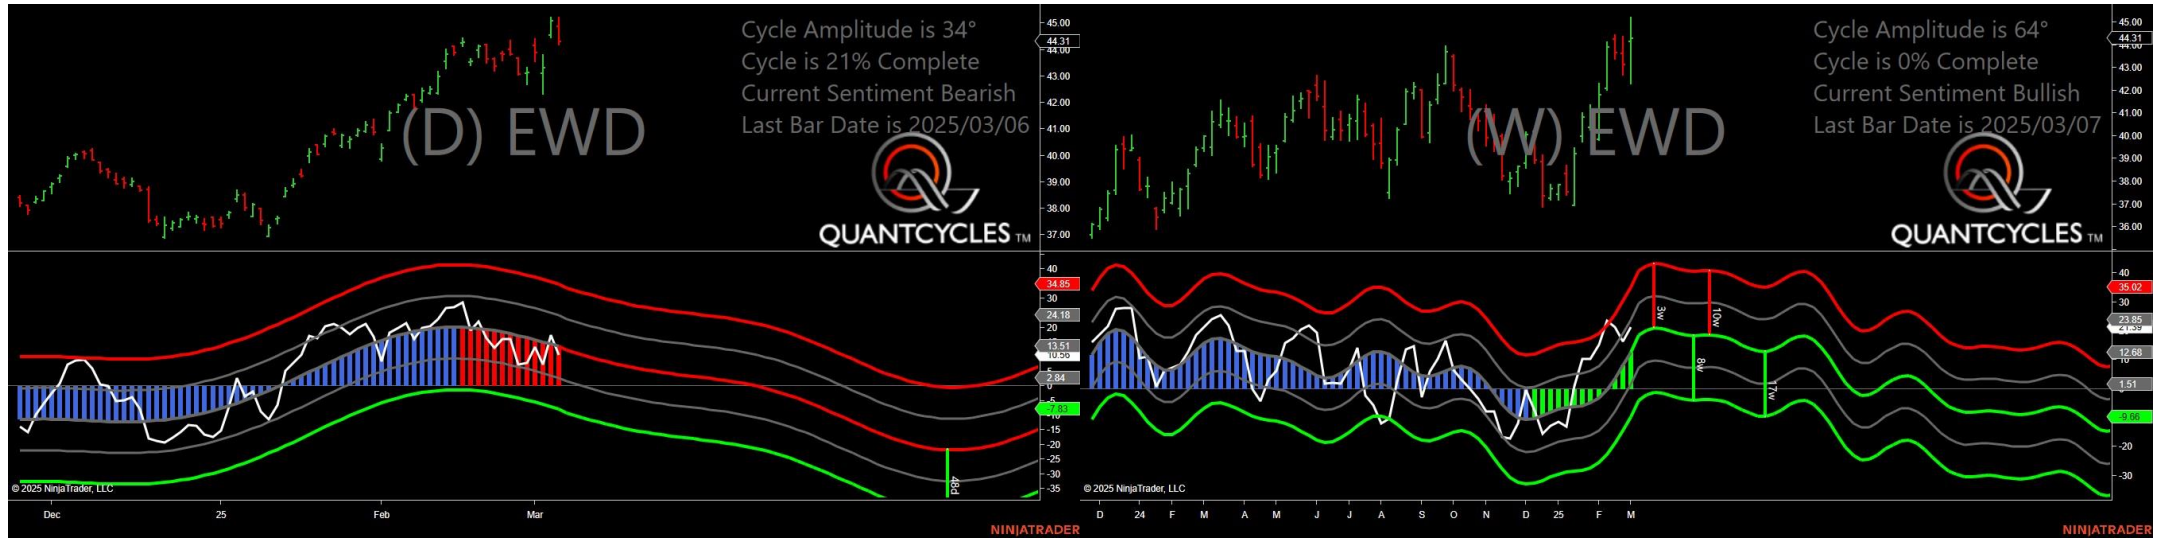 Cycle Amplitude is 34°
Cycle is 21% Complete
Current Sentiment Bearish
Last Bar Date is 2025/03/06
(D) EWD
QUANTCYCLES TM
45.00
44.31
44.00
43.00
42.00
41.00
40.00
39.00
38.00
37.00
40
34.85
30
24.18
20
13.51
10.56
2.84
-7.83
-15
-20
-25
-30
-35
48d
© 2025 NinjaTrader, LLC
Dec
25
Feb
Mar
NINJATRADER
Cycle Amplitude is 64°
Cycle is 0% Complete
Current Sentiment Bullish
Last Bar Date is 2025/03/07
(W) EWD
QUANTCYCLES TM
45.00
44.31
44.00
43.00
42.00
41.00
40.00
39.00
38.00
37.00
36.00
40
35.02
30
23.85
21.39
12.68
1.51
-9.66
-20
-30
3w
10w
8w
17w
© 2025 NinjaTrader, LLC
D 24 F M A M J J A S O N D 25 F M
NINJATRADER